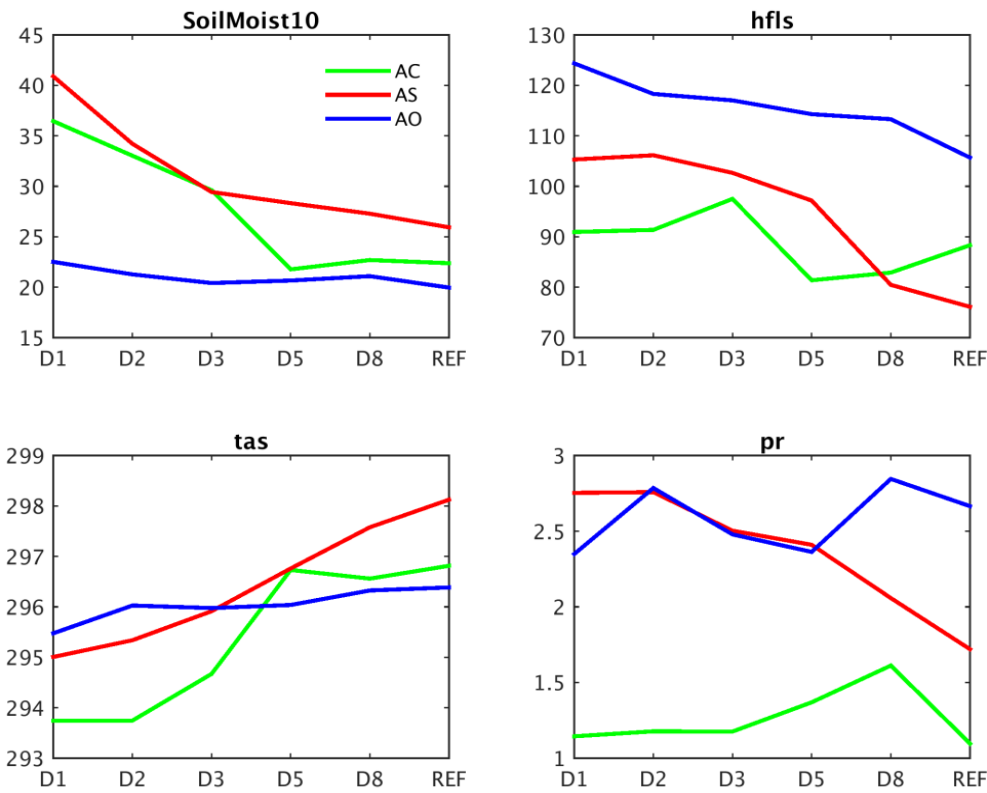 SoilMoist10
45
40
35
30
25
20
15
AC
AS
AO
D1 D2 D3 D5 D8 REF
hfls
130
120
110
100
90
80
70
D1 D2 D3 D5 D8 REF
tas
299
298
297
296
295
294
293
D1 D2 D3 D5 D8 REF
pr
3
2.5
2
1.5
1
D1 D2 D3 D5 D8 REF